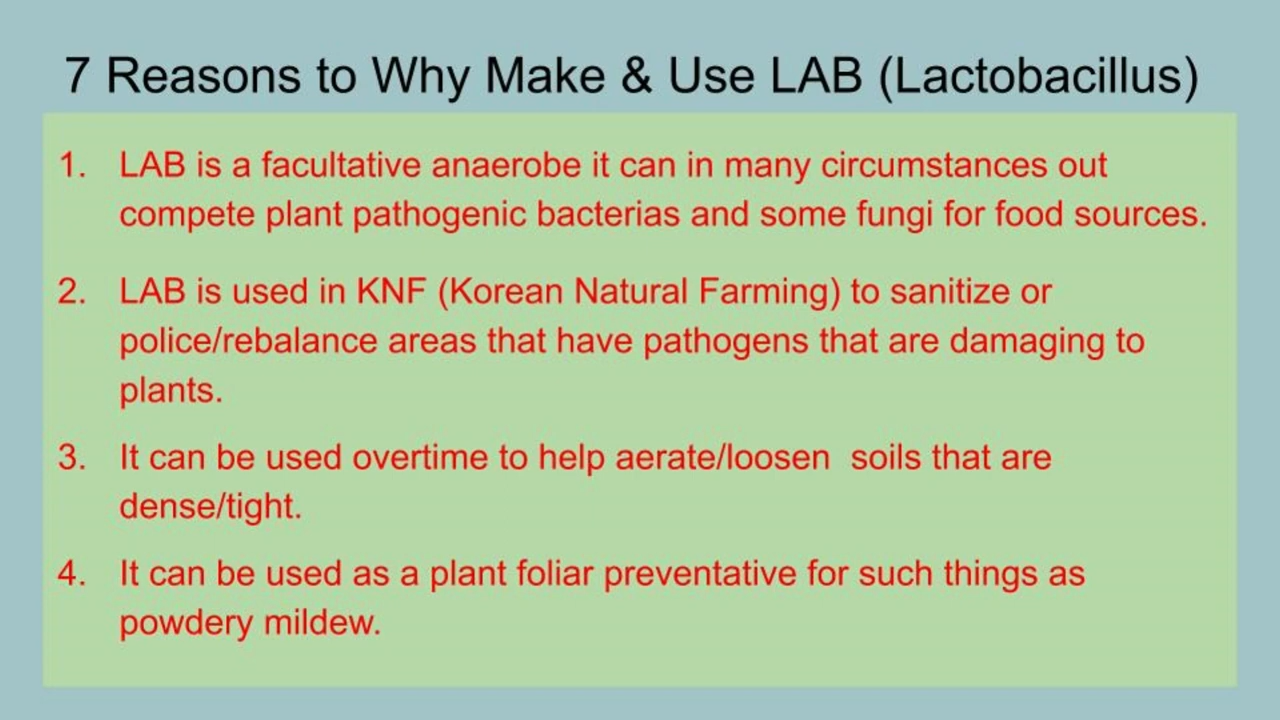 7 Reasons to Why Make & Use LAB (Lactobacillus)
1. LAB is a facultative anaerobe it can in many circumstances out
compete plant pathogenic bacterias and some fungi for food sources.
2. LAB is used in KNF (Korean Natural Farming) to sanitize or
police/rebalance areas that have pathogens that are damaging to
plants.
3. It can be used overtime to help aerate/loosen  soils that are
dense/tight.
4. It can be used as a plant foliar preventative for such things as
powdery mildew.